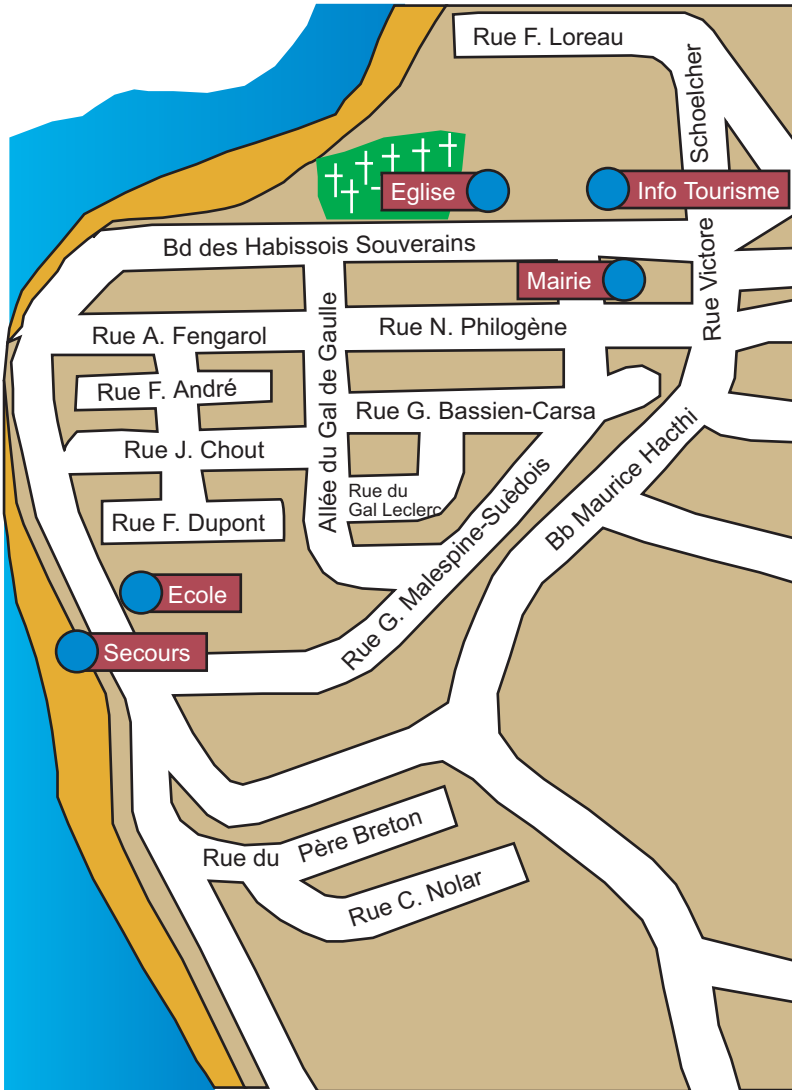 Rue F. Loreau
Rue Victore Schoelcher
Eglise
Info Tourisme
Bd des Habissois Souverains
Mairie
Rue A. Fengarol
Allée du Gal de Gaulle
Rue N. Philogène
Rue F. André
Rue G. Bassien-Carsa
Rue J. Chout
Rue du
Gal Leclerc
Rue F. Dupont
Bb Maurice Hacthi
Rue G. Malespine-Suèdois
Ecole
Secours
Rue du Père Breton
Rue C. Nolar